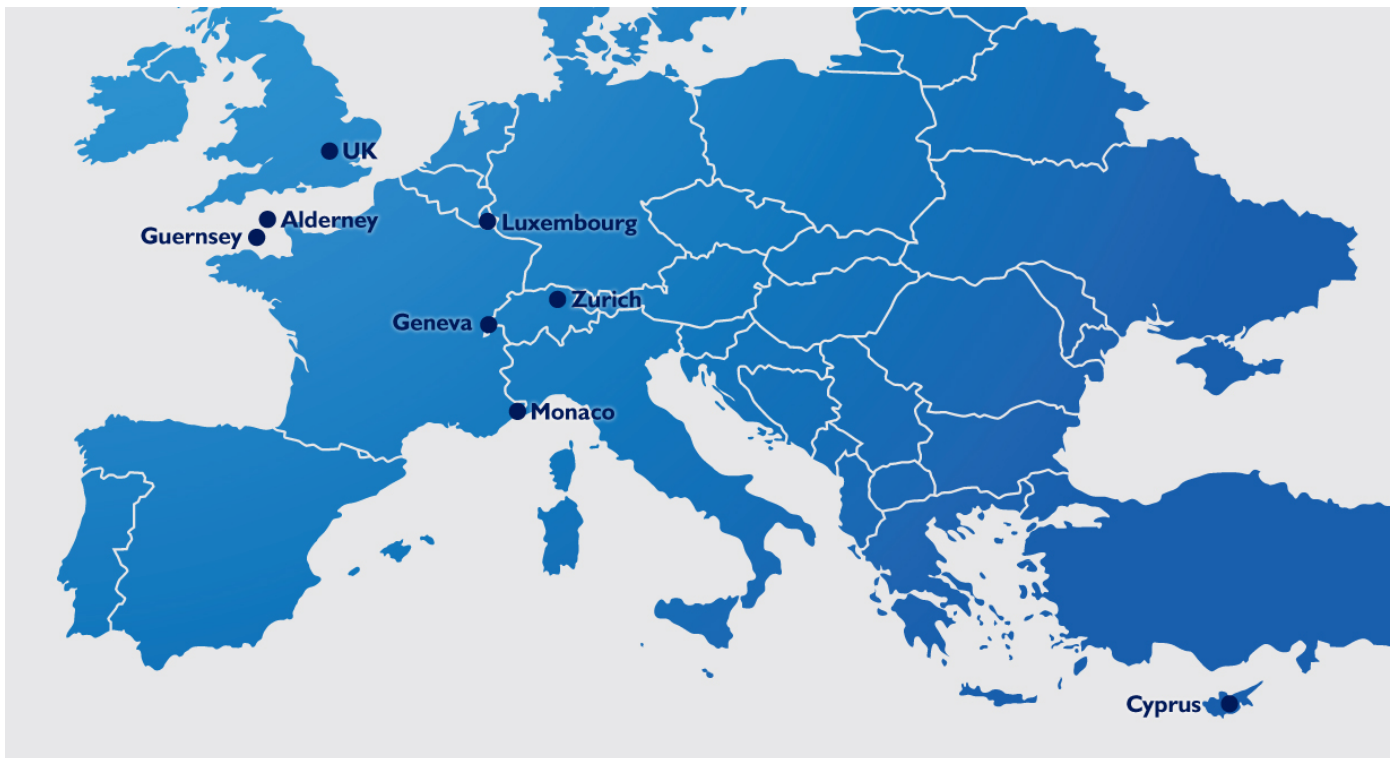 UK
Alderney
Guernsey
Luxembourg
Zurich
Geneva
Monaco
Cyprus